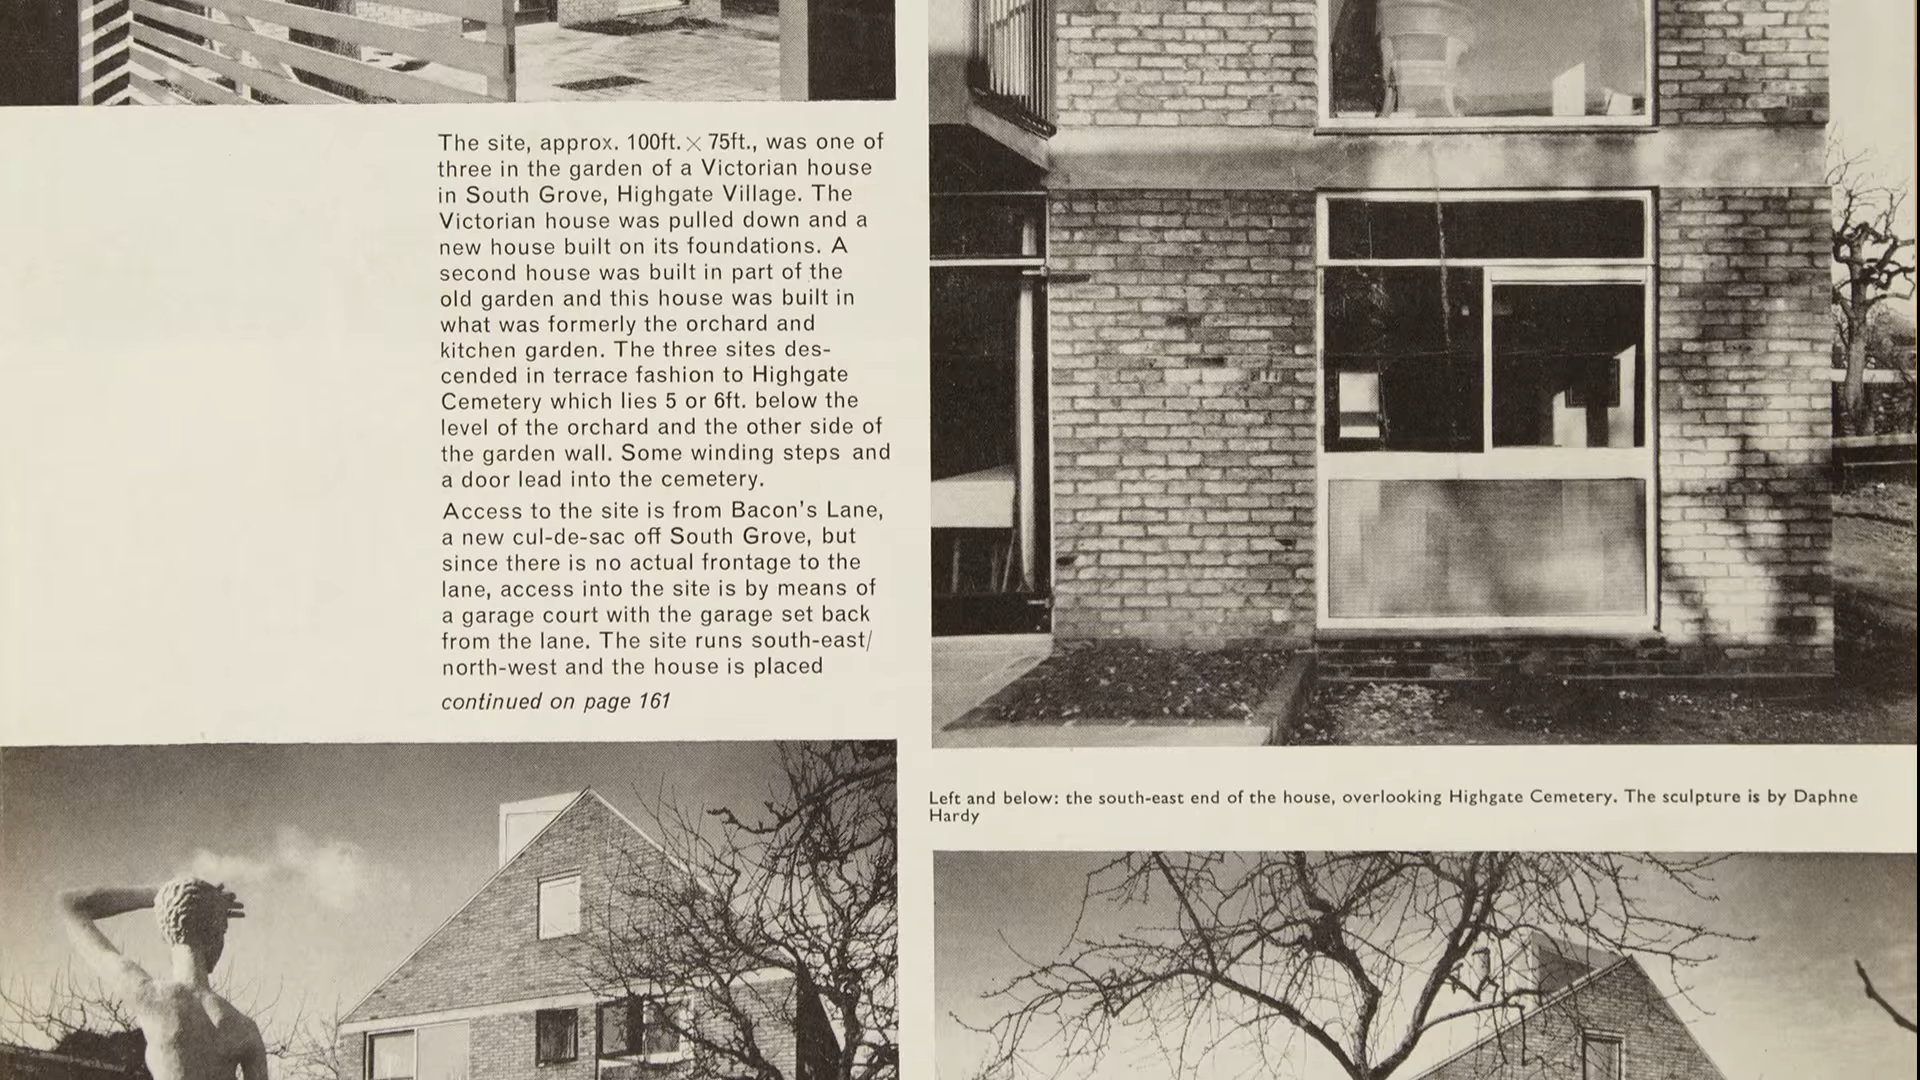 The site, approx. 100ft. × 75ft., was one of
three in the garden of a Victorian house
in South Grove, Highgate Village. The
Victorian house was pulled down and a
new house built on its foundations. A
second house was built in part of the
old garden and this house was built in
what was formerly the orchard and
kitchen garden. The three sites des-
cended in terrace fashion to Highgate
Cemetery which lies 5 or 6ft. below the
level of the orchard and the other side of
the garden wall. Some winding steps and
a door lead into the cemetery.
Access to the site is from Bacon's Lane,
a new cul-de-sac off South Grove, but
since there is no actual frontage to the
lane, access into the site is by means of
a garage court with the garage set back
from the lane. The site runs south-east/
north-west and the house is placed
continued on page 161
Left and below: the south-east end of the house, overlooking Highgate Cemetery. The sculpture is by Daphne
Hardy